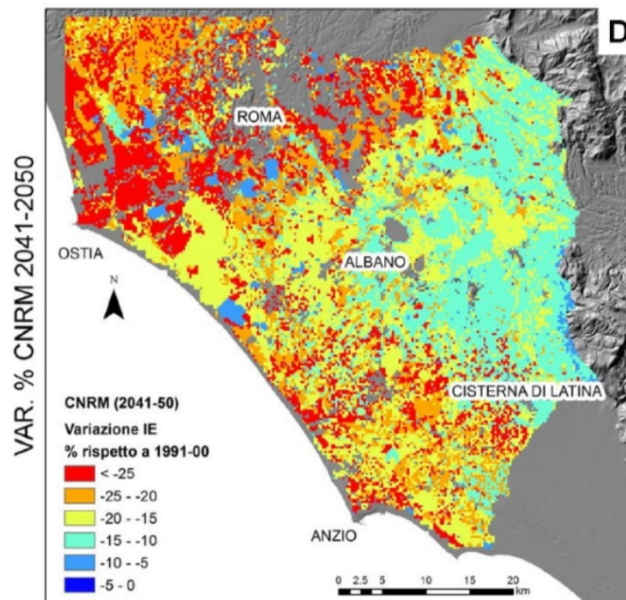 D
VAR. % CNRM 2041-2050
ROMA
OSTIA
ALBANO
N
CISTERNA DI LATINA
CNRM (2041-50)
Variazione IE
% rispetto a 1991-00
< -25
-25 - -20
-20 - -15
-15 - -10
-10 - -5
-5 - 0
ANZIO
0 2.5 5 10 15 20
km